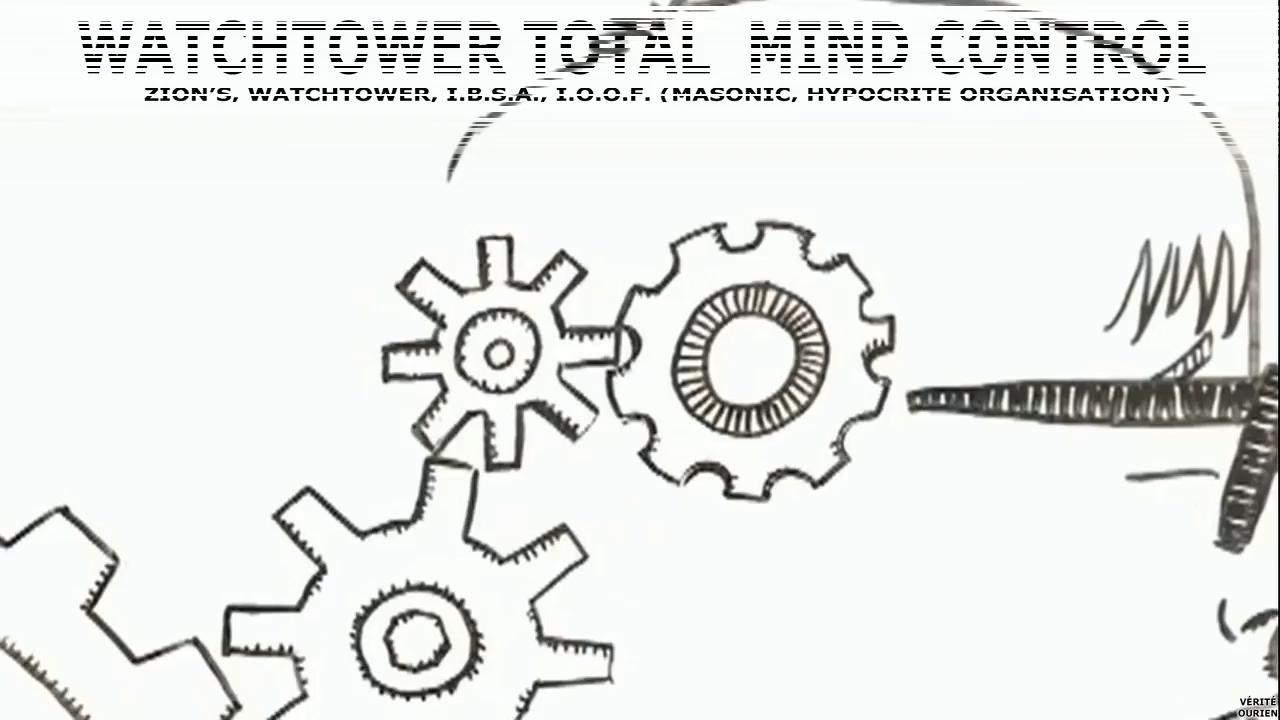 WATCHTOWER TOTAL MIND CONTROL
ZION'S, WATCHTOWER, I.B.S.A., I.O.O.F. (MASONIC, HYPOCRITE ORGANISATION)
VÉRITÉ
OURIEN